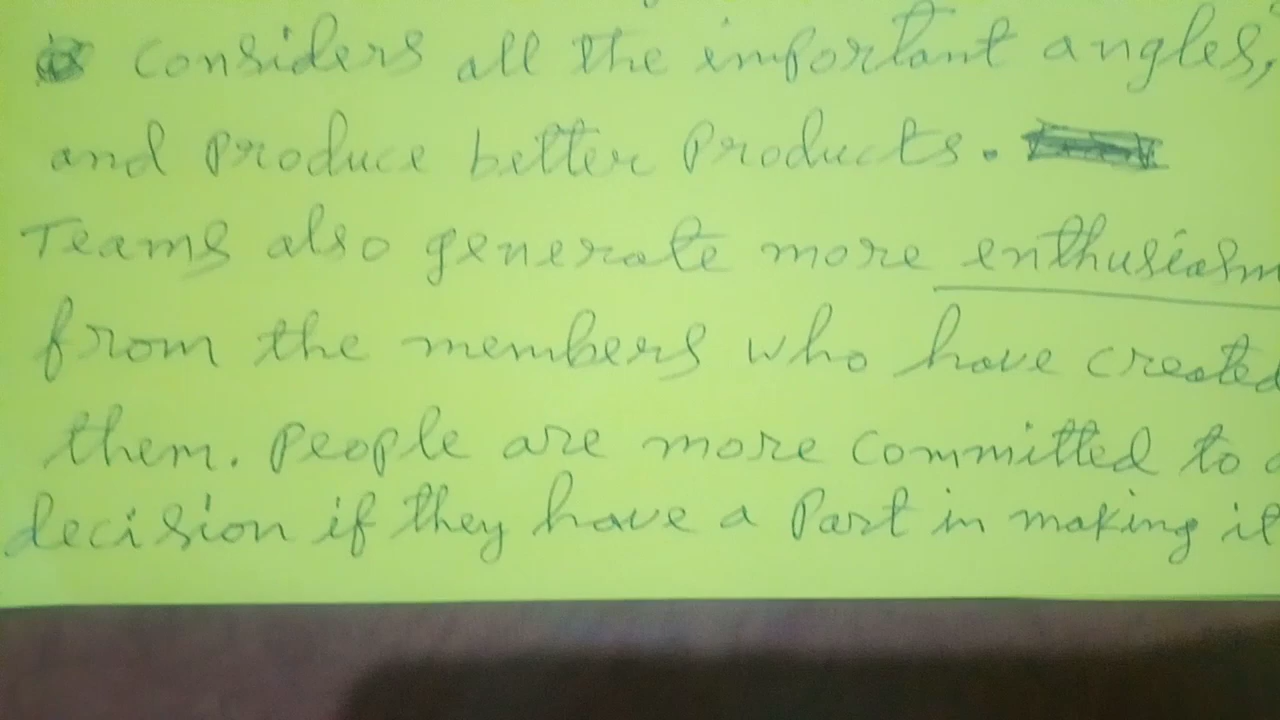 considers all the important angles,
and produce better products.
Teams also generate more enthusiasm
from the members who have created
them. People are more committed to a
decision if they have a part in making it